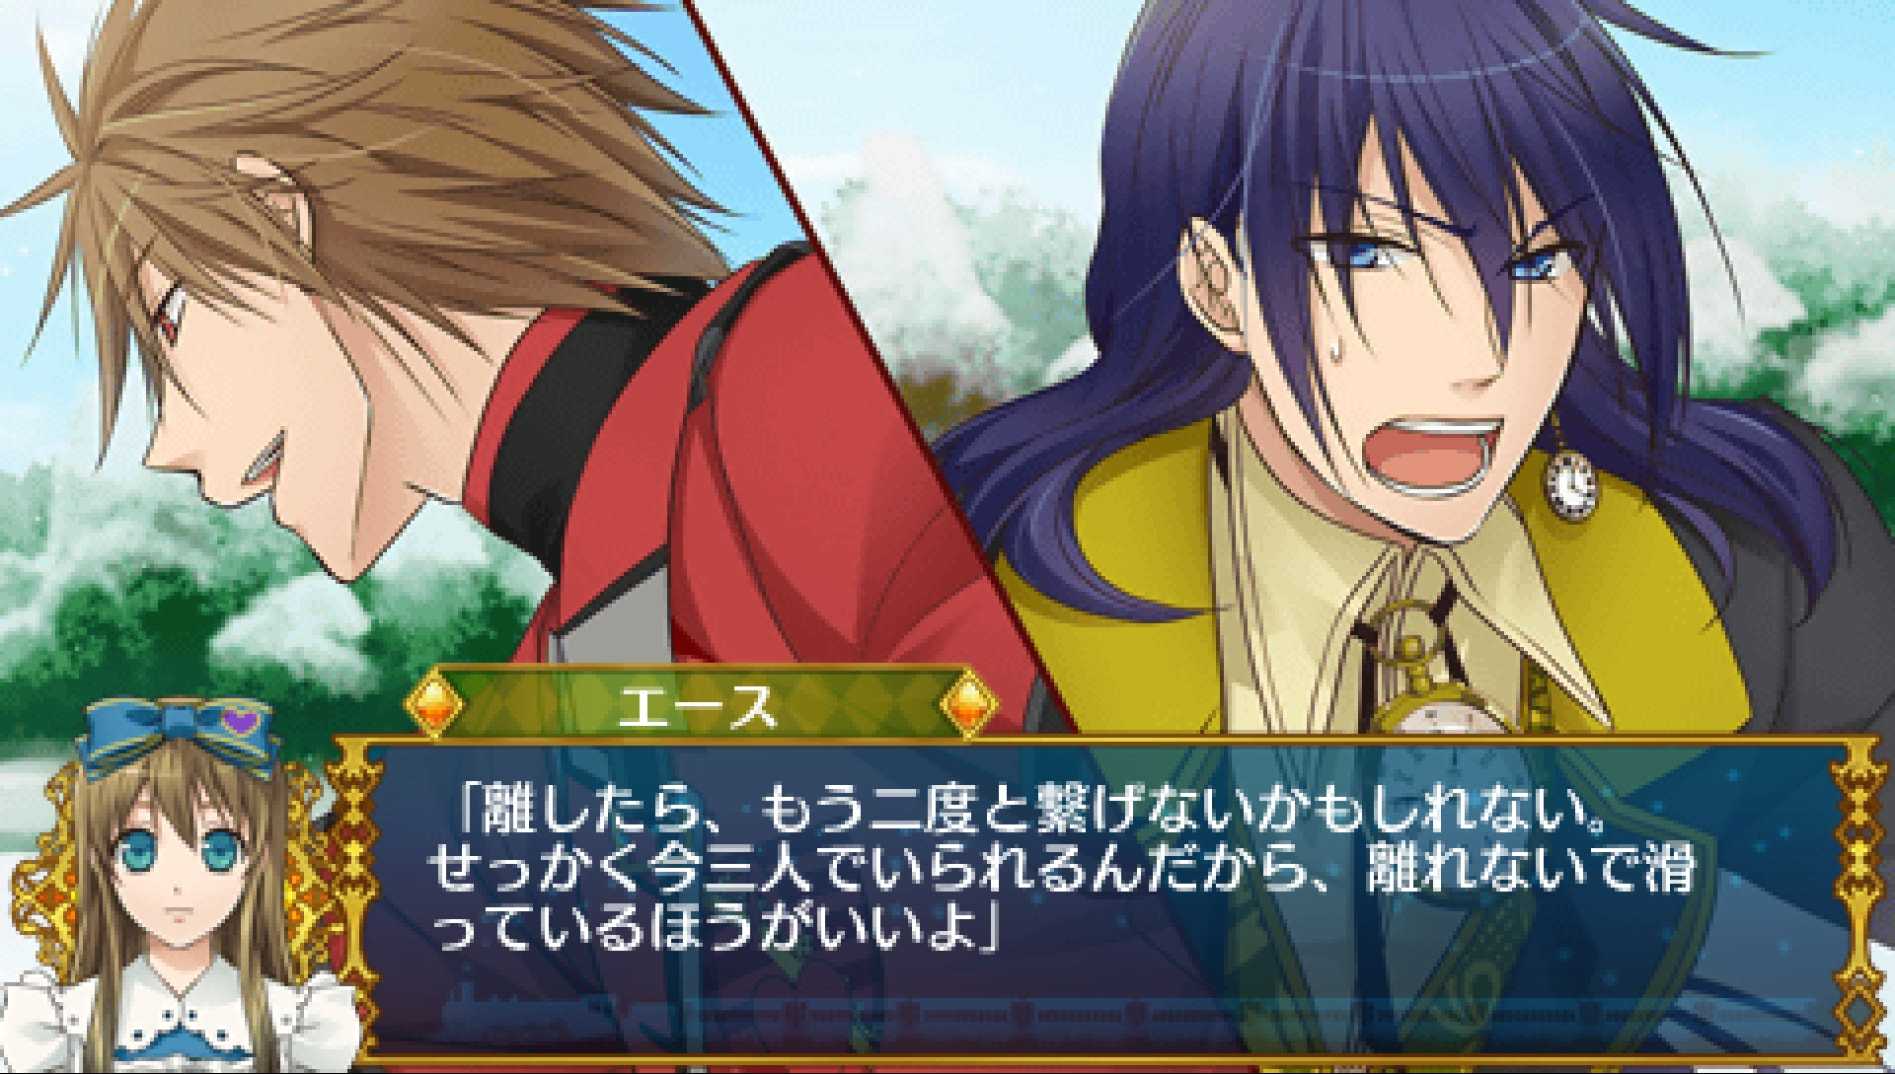 エース
「離したら、もう二度と繋げないかもしれない。
せっかく今三人でいられるんだから、離れないで滑
っているほうがいいよ」